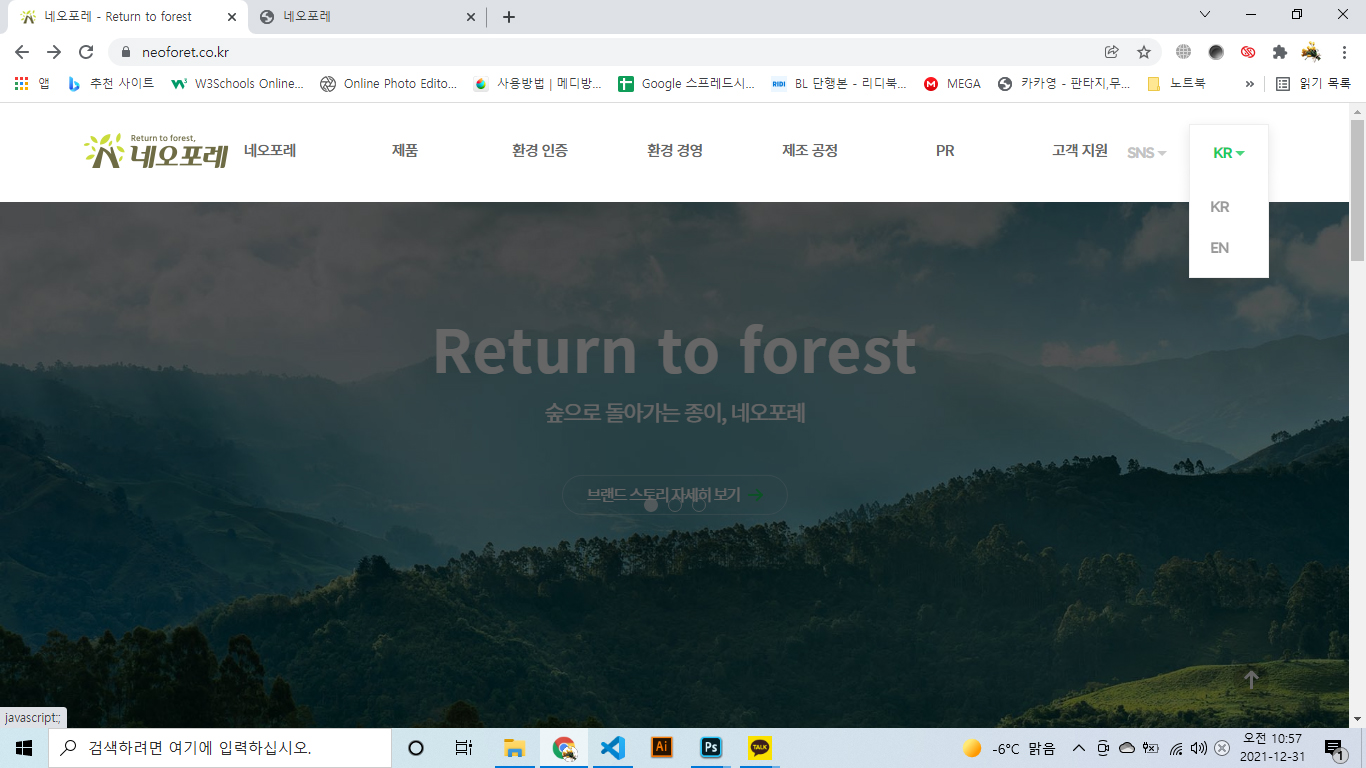 네오포레 - Return to forest
네오포레
neoforet.co.kr
앱 추천 사이트 W3Schools Online... Online Photo Edito... 사용방법 | 메디방... Google 스프레드시... BL 단행본 - 리디북... MEGA 카카영 - 판타지,무... 노트북 » 읽기 목록
RIDI
Return to forest,
네오포레
네오포레 제품 환경 인증 환경 경영 제조 공정 PR 고객 지원 SNS KR
KR
EN
Return to forest
숲으로 돌아가는 종이, 네오포레
브랜드 스토리 자세히 보기
javascript:;
검색하려면 여기에 입력하십시오.
Ai
Ps
TALK
-6°C 맑음
오전 10:57
2021-12-31
1